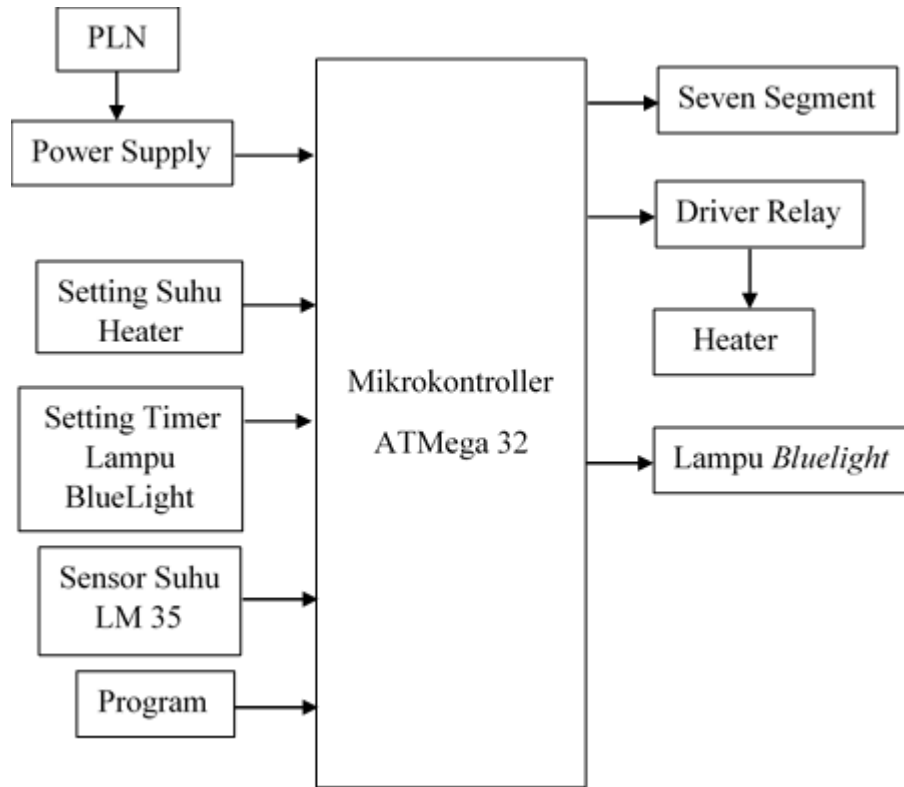 PLN
Power Supply
Setting Suhu
Heater
Setting Timer
Lampu
BlueLight
Sensor Suhu
LM 35
Program
Mikrokontroller
ATMega 32
Seven Segment
Driver Relay
Heater
Lampu Bluelight